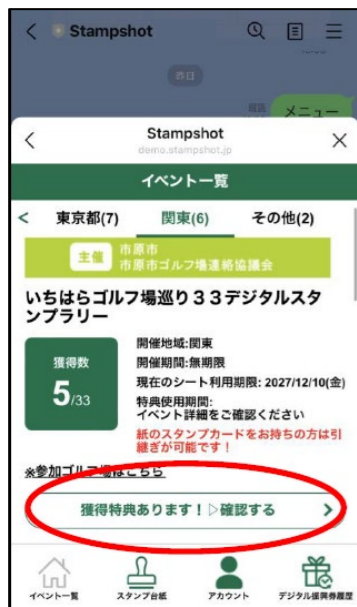 Stampshot
昨日
既読
メニュー
Stampshot
demo.stampshot.jp
イベント一覧
東京都(7)
関東(6)
その他(2)
主催
市原市
市原市ゴルフ場連絡協議会
いちはらゴルフ場巡り33デジタルスタ
ンプラリー
獲得数
5/33
開催地域:関東
開催期間:無期限
現在のシート利用期限: 2027/12/10(金)
特典使用期間:
イベント詳細をご確認ください
紙のスタンプカードをお持ちの方は引
継ぎが可能です！
※参加ゴルフ場はこちら
獲得特典あります！▷確認する
イベント一覧
スタンプ台紙
アカウント
デジタル振興券履歴